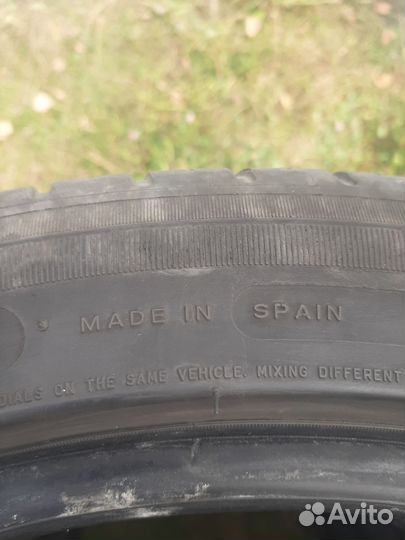 MADE IN SPAIN
DIALS ON THE SAME VEHICLE. MIXING DIFFERENT
Avito